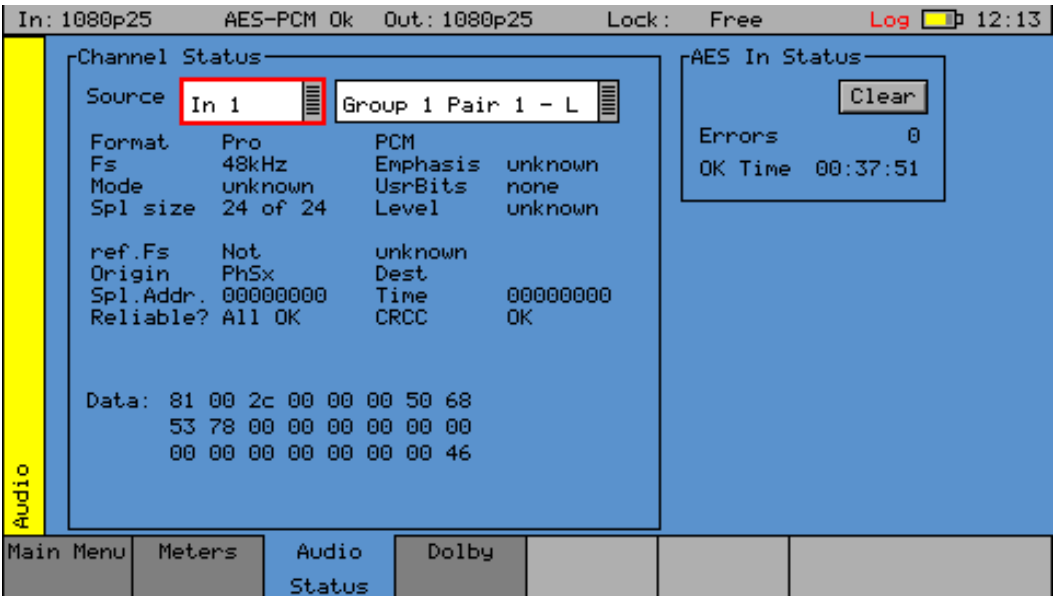 In: 1080p25 AES-PCM Ok Out: 1080p25 Lock: Free Log 12:13
Channel Status
Source In 1 Group 1 Pair 1 - L
Format Pro PCM
Fs 48kHz Emphasis unknown
Mode unknown UsrBits none
Spl size 24 of 24 Level unknown
ref.Fs Not unknown
Origin PhSx Dest
Spl.Addr. 00000000 Time 00000000
Reliable? All OK CRCC OK
Data: 81 00 2c 00 00 00 50 68
53 78 00 00 00 00 00 00
00 00 00 00 00 00 00 46
AES In Status
Clear
Errors 0
OK Time 00:37:51
Audio
Main Menu Meters Audio Status Dolby